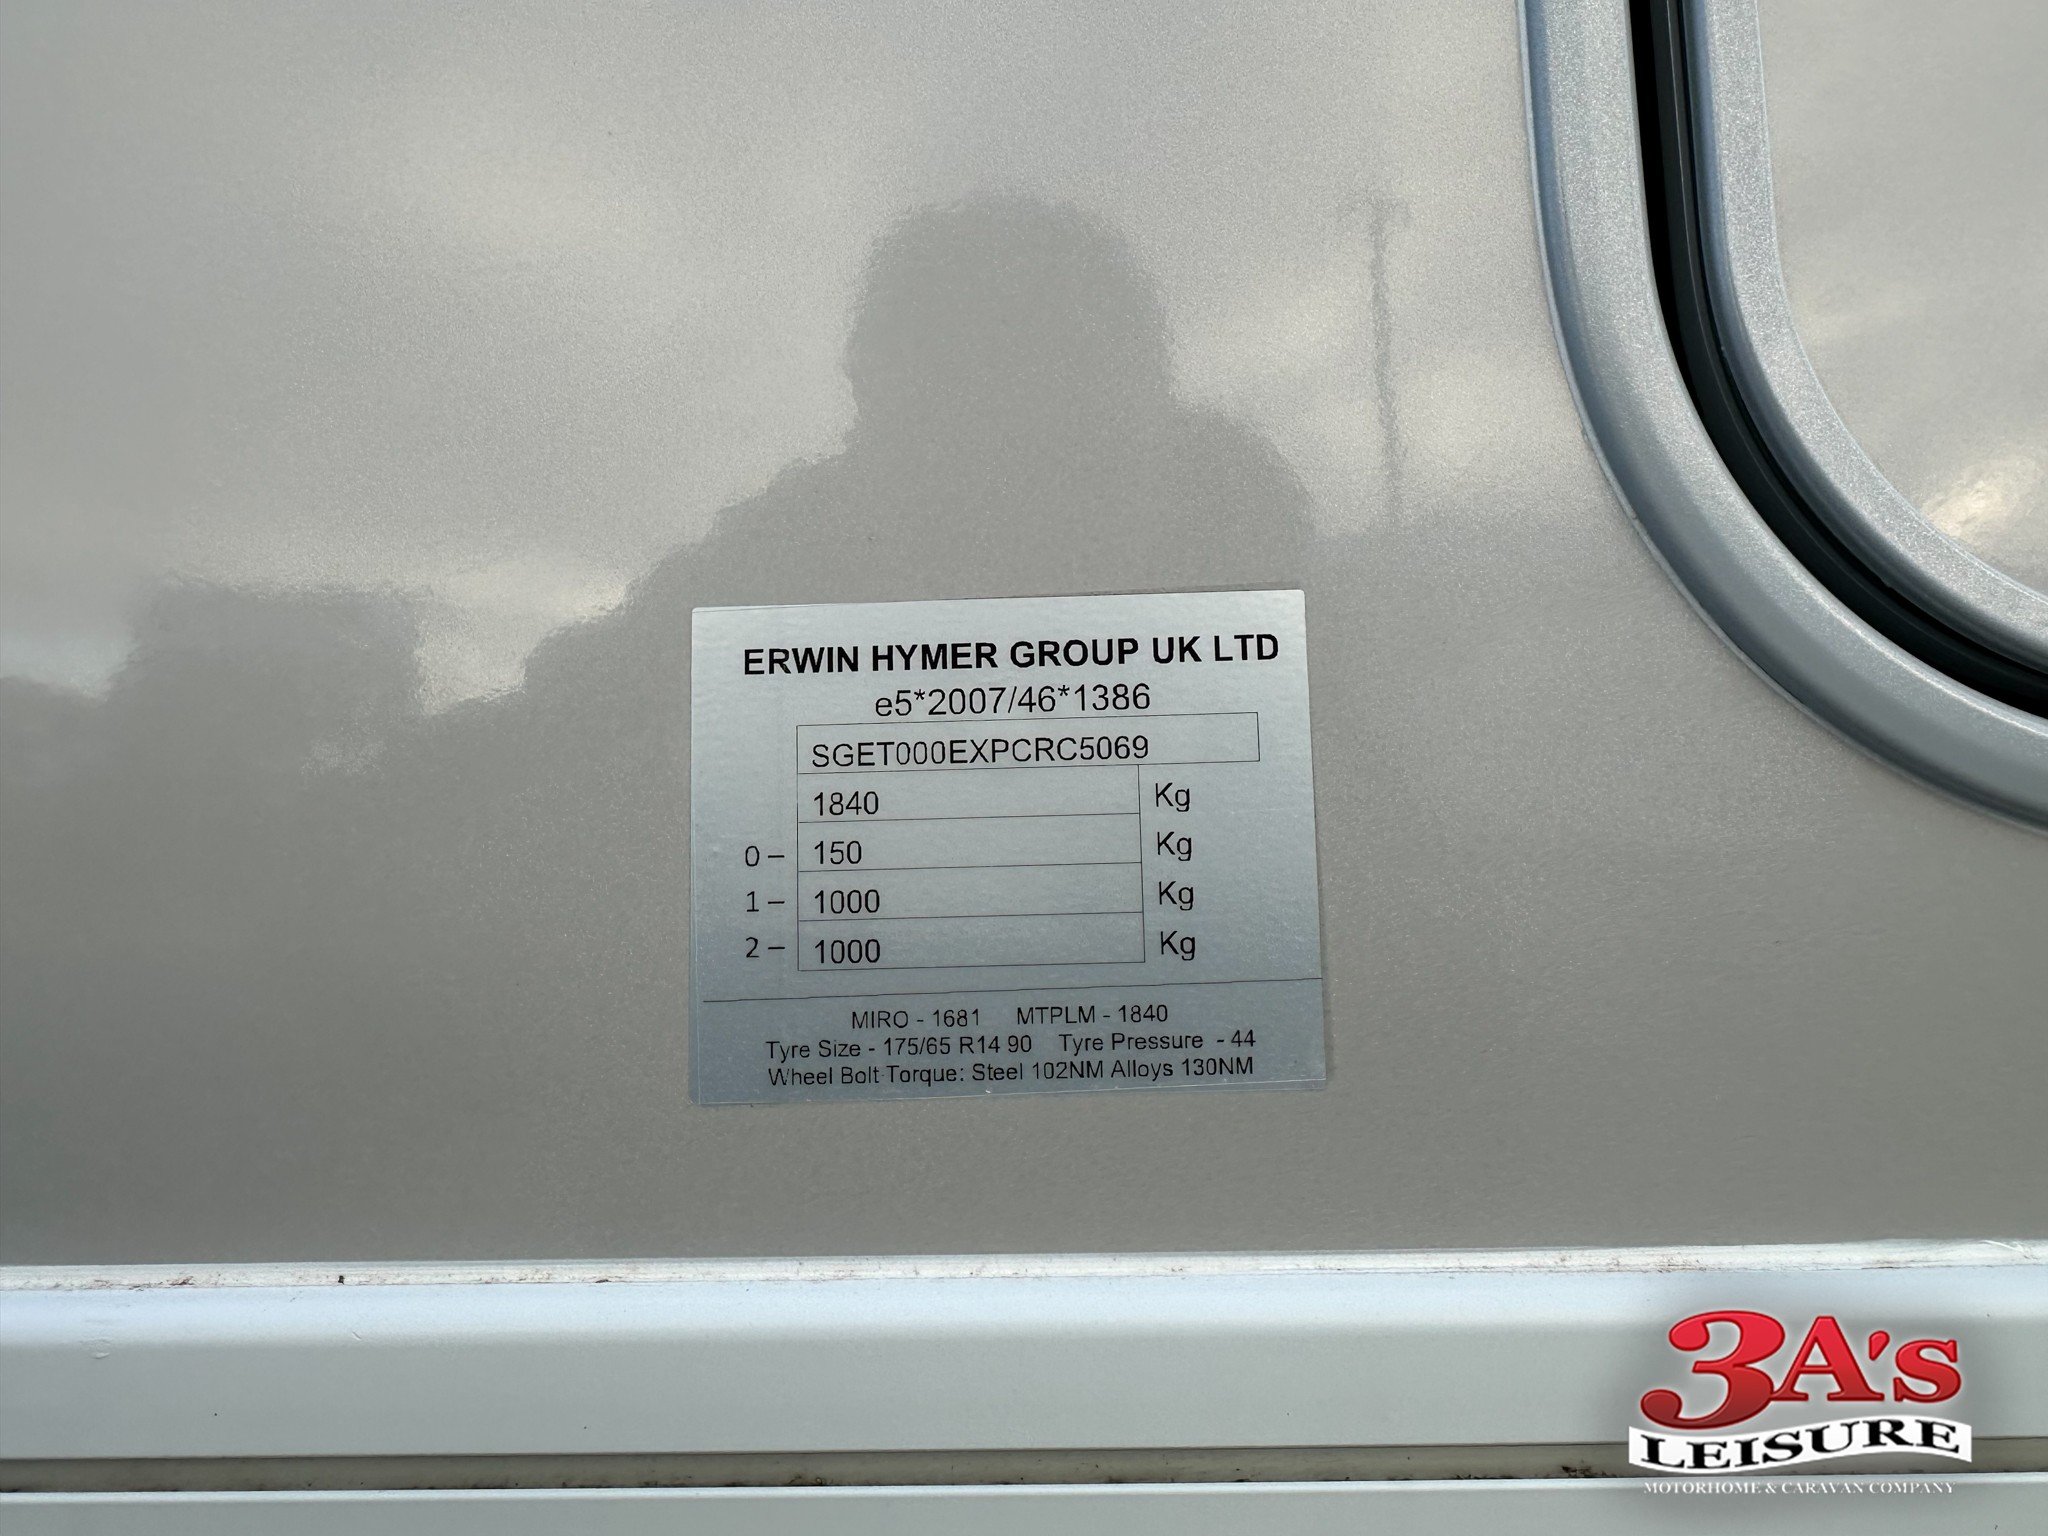 ERWIN HYMER GROUP UK LTD
e5*2007/46*1386
SGET000EXPCRC5069
1840 Kg
0 – 150 Kg
1 – 1000 Kg
2 – 1000 Kg
MIRO - 1681 MTPLM - 1840
Tyre Size - 175/65 R14 90 Tyre Pressure - 44
Wheel Bolt Torque: Steel 102NM Alloys 130NM
3A's
LEISURE
MOTORHOME & CARAVAN COMPANY